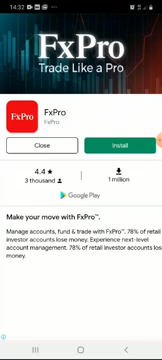 14:32
52%
FxPro
Trade Like a Pro
FxPro
FxPro
FxPro
Close
Install
4.4 ★
3 thousand
1 million
Google Play
Make your move with FxPro™.
Manage accounts, fund & trade with FxPro™. 78% of retail
investor accounts lose money. Experience next-level
account management. 78% of retail investor accounts lose
money.